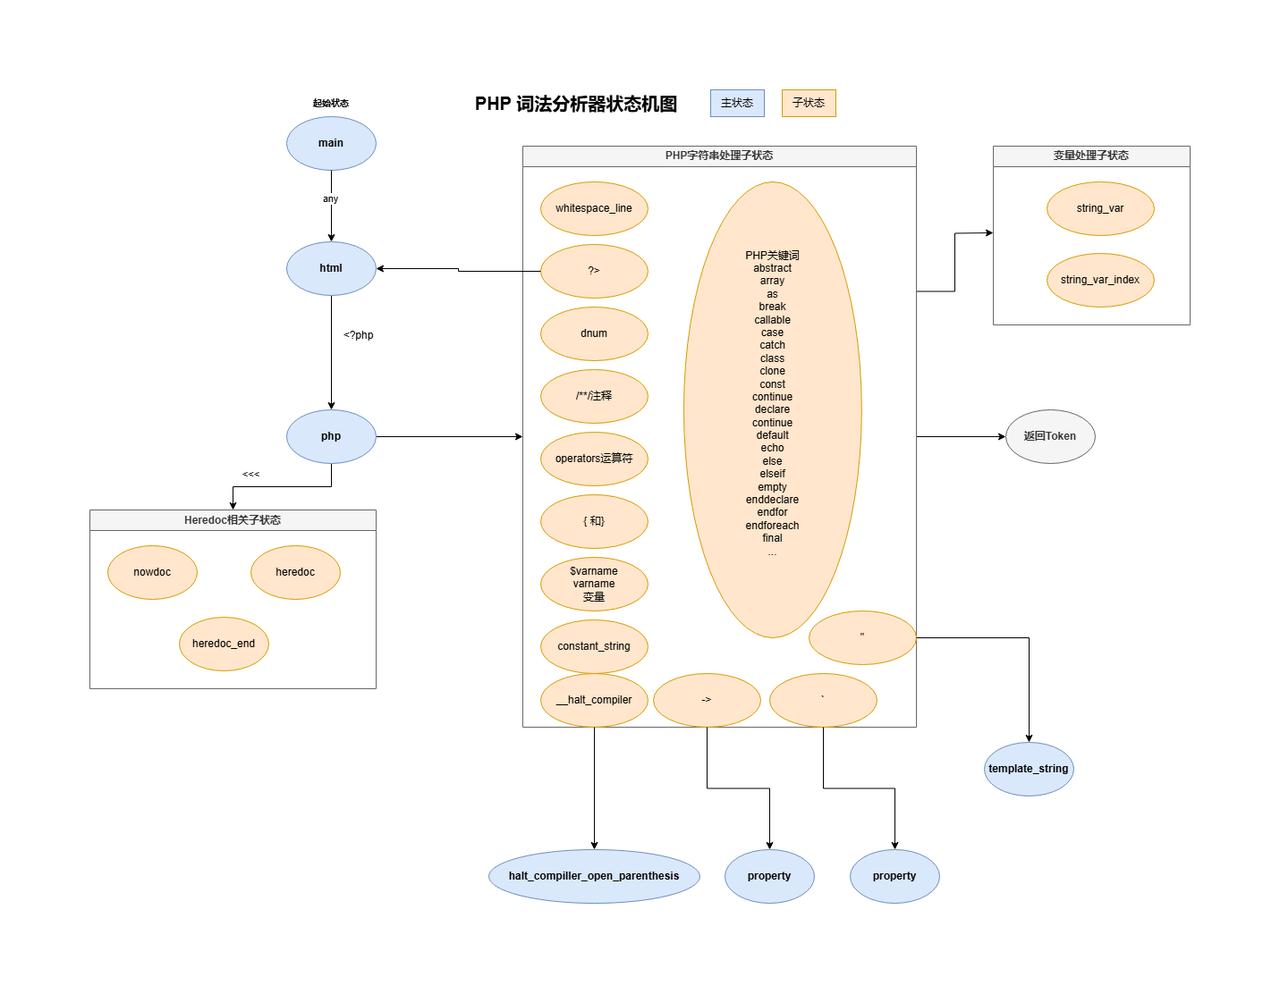 PHP 词法分析器状态机图
主状态
子状态
起始状态
main
any
html
<?php
php
<<<
Heredoc相关子状态
nowdoc
heredoc
heredoc_end
PHP字符串处理子状态
whitespace_line
?>
dnum
/**/注释
operators运算符
{ 和}
$varname
varname
变量
constant_string
__halt_compiler
->
`
"
PHP关键词
abstract
array
as
break
callable
case
catch
class
clone
const
continue
declare
continue
default
echo
else
elseif
empty
enddeclare
endfor
endforeach
final
...
变量处理子状态
string_var
string_var_index
返回Token
template_string
halt_compiller_open_parenthesis
property
property